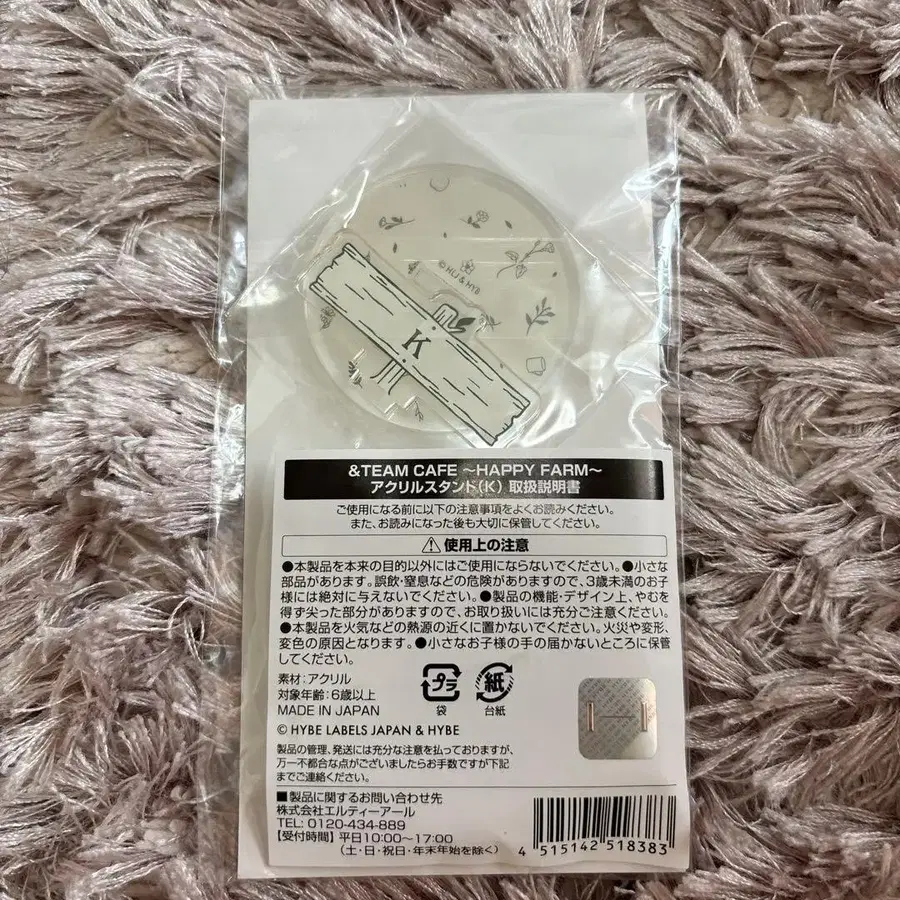 © HLJ & HYB
K
&TEAM CAFE ～HAPPY FARM～
アクリルスタンド(K) 取扱説明書
ご使用になる前に以下の注意事項をよくお読みください。
また、お読みになった後も大切に保管してください。
⚠使用上の注意
●本製品を本来の目的以外にはご使用にならないでください。●小さな
部品があります。誤飲・窒息などの危険がありますので、3歳未満のお子
様には絶対に与えないでください。●製品の機能・デザイン上、やむを
得ず尖った部分がありますので、お取り扱いには充分ご注意ください。
●本製品を火気などの熱源の近くに置かないでください。火災や変形、
変色の原因となります。●小さなお子様の手の届かないところに保管
してください。
素材：アクリル
対象年齢：6歳以上
MADE IN JAPAN
プラ
袋
紙
台紙
© HYBE LABELS JAPAN & HYBE
製品の管理、発送には充分な注意を払っておりますが、
万一不都合な点がございましたらお手数ですが下記
までご連絡ください。
■製品に関するお問い合わせ先
株式会社エルティーアール
TEL: 0120-434-889
【受付時間】平日10:00～17:00
（土・日・祝日・年末年始を除く）
4 515142 518383